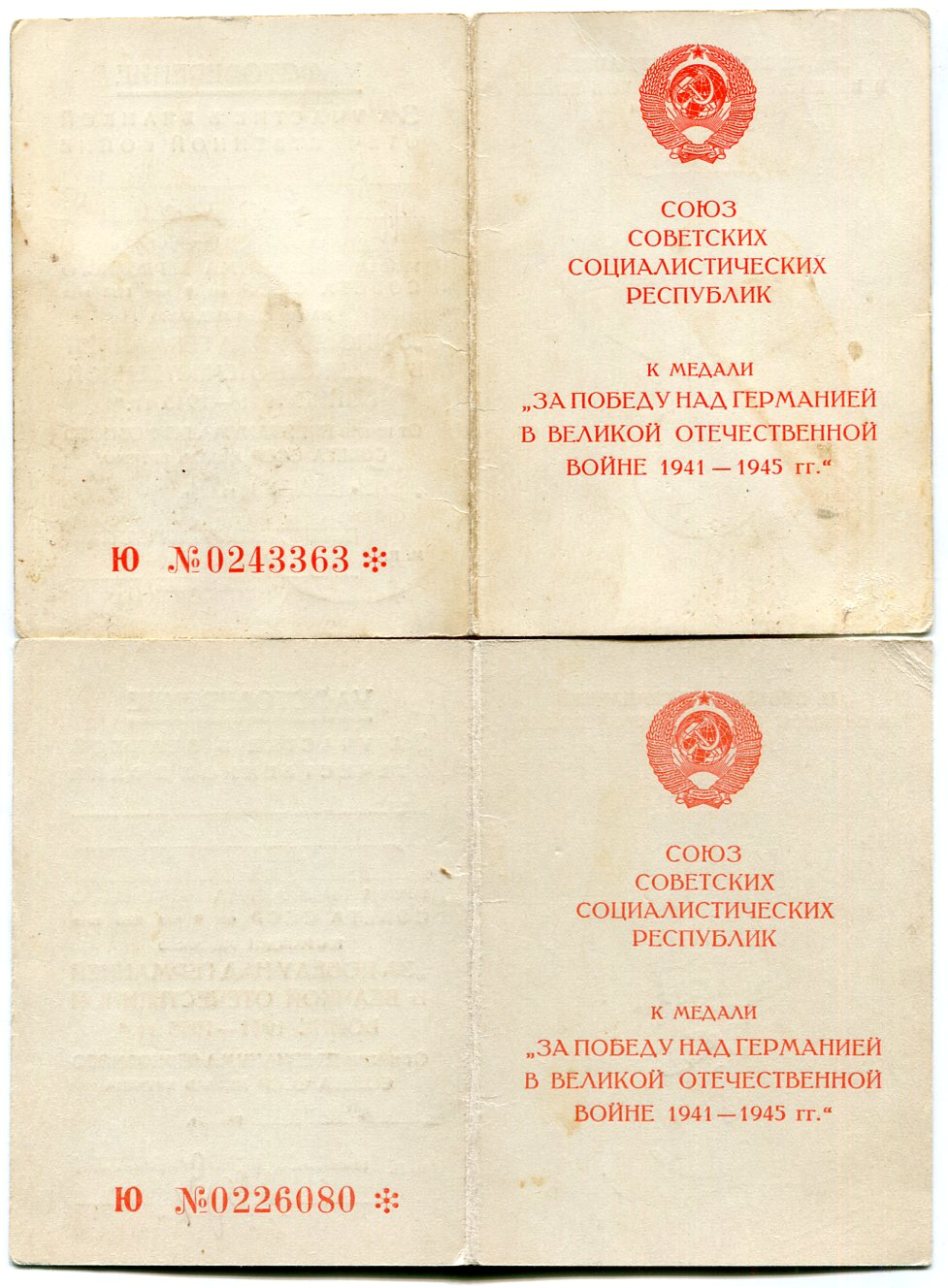 СОЮЗ
СОВЕТСКИХ
СОЦИАЛИСТИЧЕСКИХ
РЕСПУБЛИК
К МЕДАЛИ
„ЗА ПОБЕДУ НАД ГЕРМАНИЕЙ
В ВЕЛИКОЙ ОТЕЧЕСТВЕННОЙ
ВОЙНЕ 1941 — 1945 гг.“
Ю №0243363 ✻
СОЮЗ
СОВЕТСКИХ
СОЦИАЛИСТИЧЕСКИХ
РЕСПУБЛИК
К МЕДАЛИ
„ЗА ПОБЕДУ НАД ГЕРМАНИЕЙ
В ВЕЛИКОЙ ОТЕЧЕСТВЕННОЙ
ВОЙНЕ 1941 — 1945 гг.“
Ю №0226080 ✻